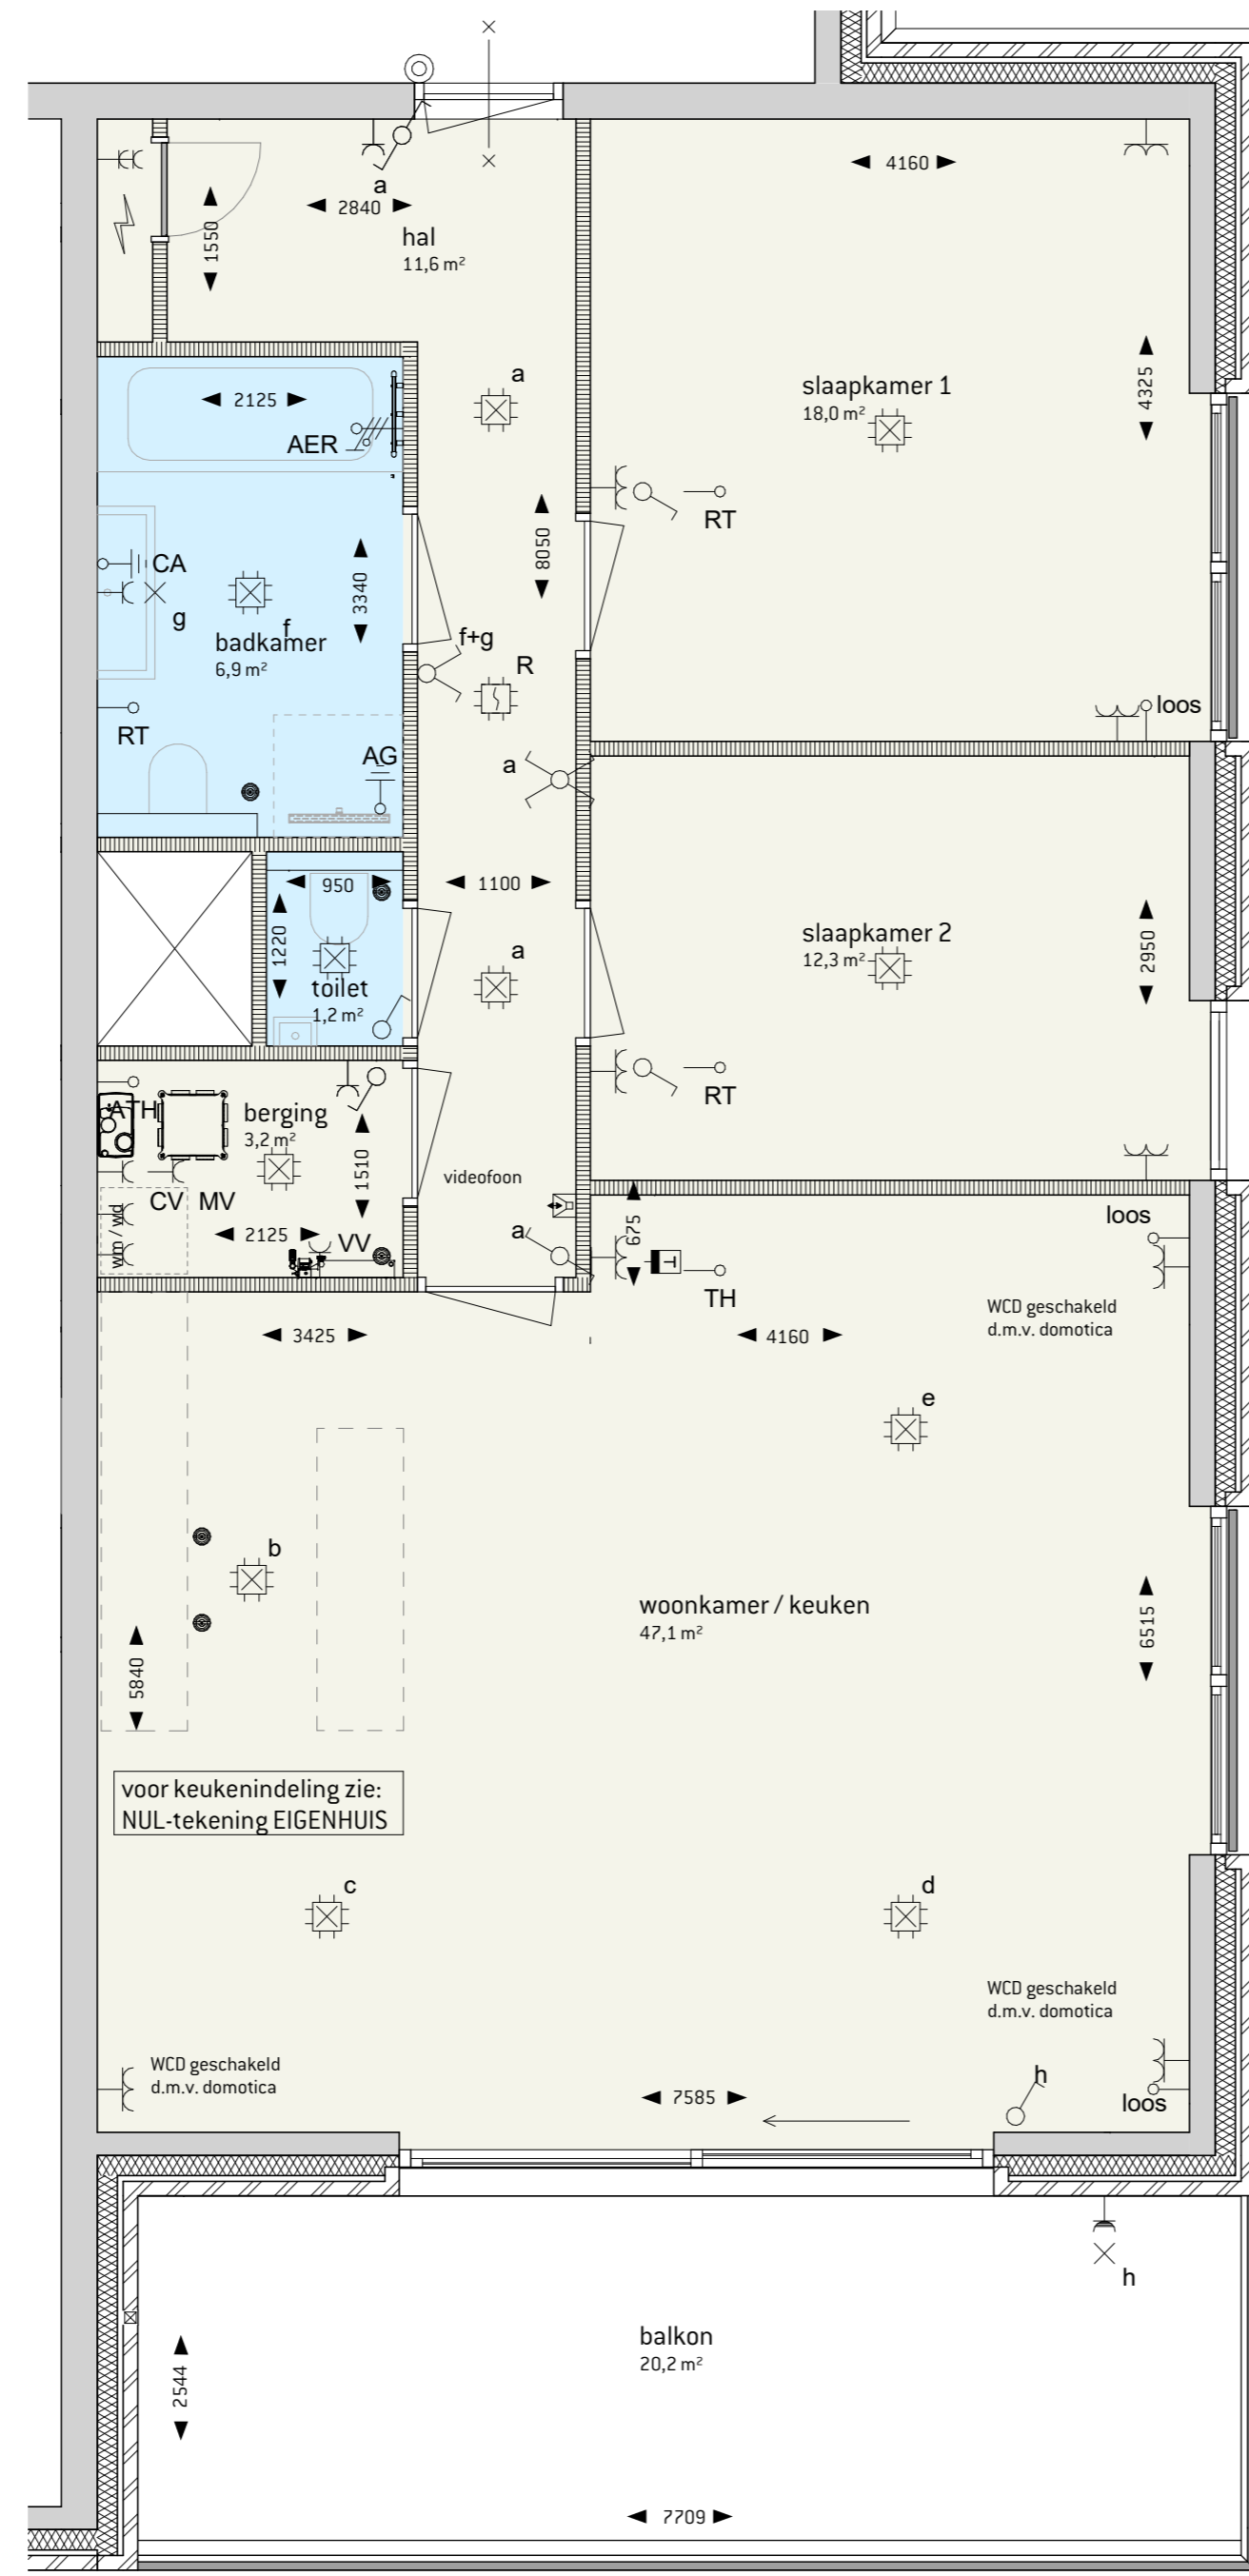 a
2840
hal
11,6 m²
1550
4160
slaapkamer 1
18,0 m²
4325
2125
AER
a
8050
RT
CA
g
f
badkamer
6,9 m²
3340
f+g
R
RT
AG
a
loos
950
1220
toilet
1,2 m²
1100
a
slaapkamer 2
12,3 m²
2950
RT
ATH
berging
3,2 m²
1510
CV
MV
wm / wd
2125
VV
videofoon
a
675
TH
loos
WCD geschakeld
d.m.v. domotica
3425
4160
e
b
5840
woonkamer / keuken
47,1 m²
6515
voor keukenindeling zie:
NUL-tekening EIGENHUIS
c
d
WCD geschakeld
d.m.v. domotica
WCD geschakeld
d.m.v. domotica
7585
h
loos
h
balkon
20,2 m²
2544
7709